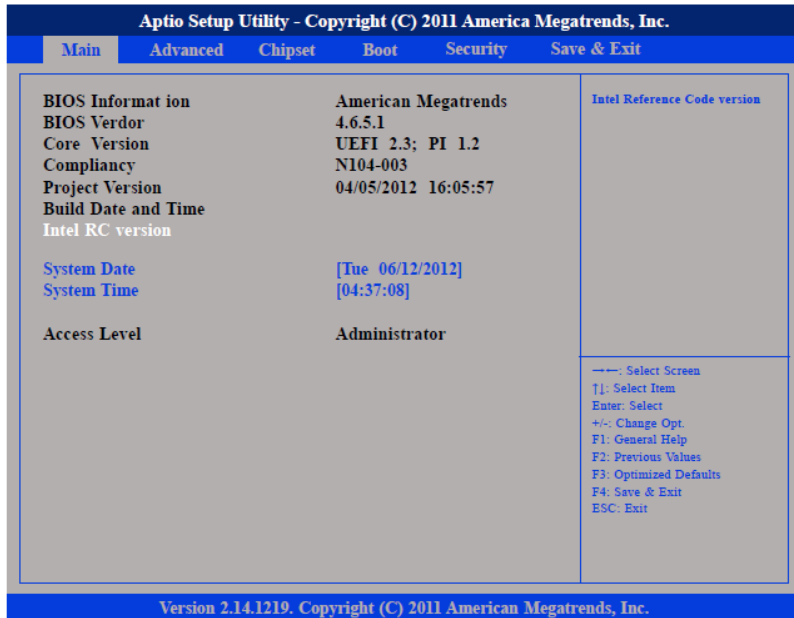 Aptio Setup Utility - Copyright (C) 2011 America Megatrends, Inc.
Main Advanced Chipset Boot Security Save & Exit
BIOS Informat ion American Megatrends
BIOS Verdor 4.6.5.1
Core Version UEFI 2.3; PI 1.2
Compliancy N104-003
Project Version 04/05/2012 16:05:57
Build Date and Time
Intel RC version
System Date [Tue 06/12/2012]
System Time [04:37:08]
Access Level Administrator
Intel Reference Code version
→←: Select Screen
↑↓: Select Item
Enter: Select
+/-: Change Opt.
F1: General Help
F2: Previous Values
F3: Optimized Defaults
F4: Save & Exit
ESC: Exit
Version 2.14.1219. Copyright (C) 2011 American Megatrends, Inc.